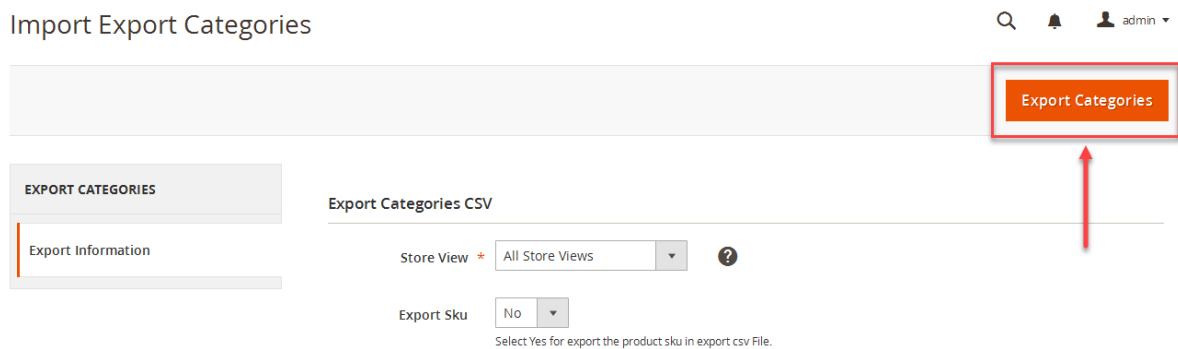 Import Export Categories
admin
Export Categories
EXPORT CATEGORIES
Export Information
Export Categories CSV
Store View * All Store Views ?
Export Sku No
Select Yes for export the product sku in export csv File.